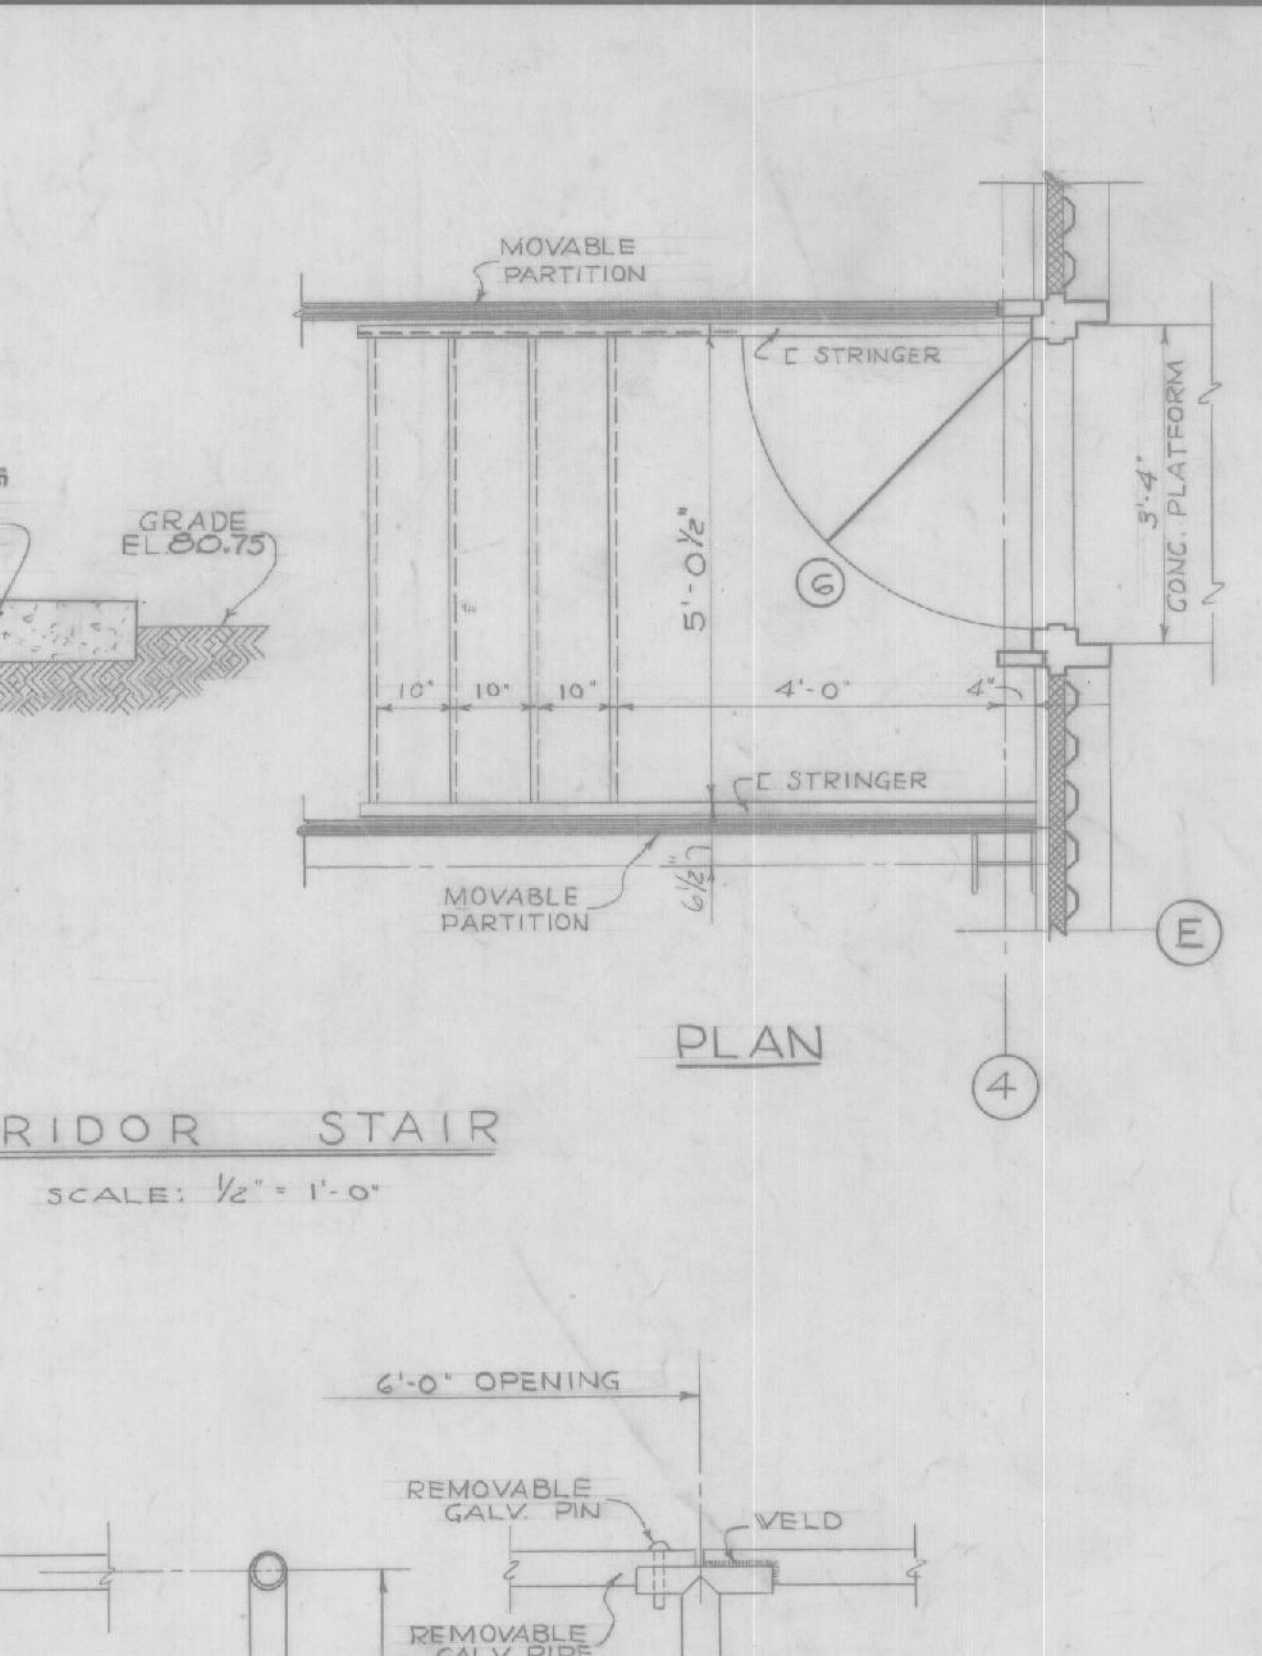 MOVABLE
PARTITION
[ STRINGER
GRADE
EL 80.75
5'-0½"
6
3'-4"
CONC. PLATFORM
10" 10" 10" 4'-0" 4"
[ STRINGER
6½"
MOVABLE
PARTITION
E
PLAN
4
RIDOR STAIR
SCALE: ½" = 1'-0"
6'-0" OPENING
REMOVABLE
GALV. PIN
WELD
REMOVABLE
GALV. PIPE